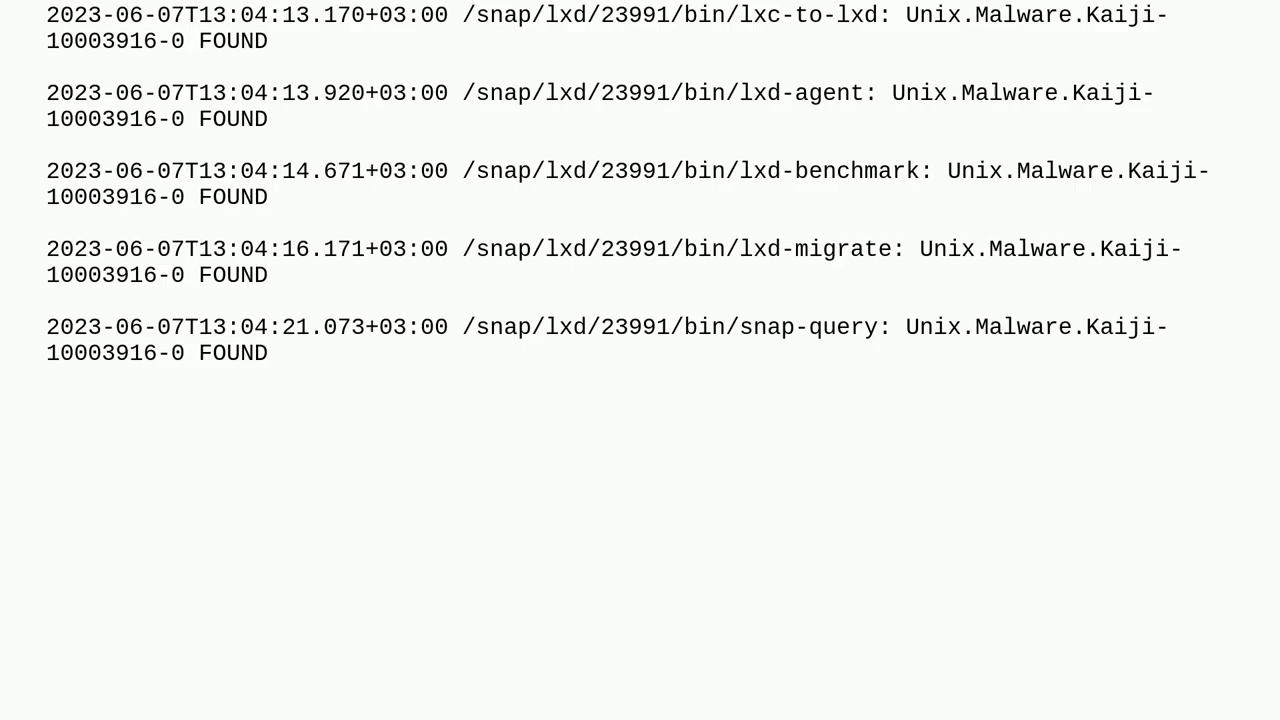 2023-06-07T13:04:13.170+03:00 /snap/lxd/23991/bin/lxc-to-lxd: Unix.Malware.Kaiji-
10003916-0 FOUND
2023-06-07T13:04:13.920+03:00 /snap/lxd/23991/bin/lxd-agent: Unix.Malware.Kaiji-
10003916-0 FOUND
2023-06-07T13:04:14.671+03:00 /snap/lxd/23991/bin/lxd-benchmark: Unix.Malware.Kaiji-
10003916-0 FOUND
2023-06-07T13:04:16.171+03:00 /snap/lxd/23991/bin/lxd-migrate: Unix.Malware.Kaiji-
10003916-0 FOUND
2023-06-07T13:04:21.073+03:00 /snap/lxd/23991/bin/snap-query: Unix.Malware.Kaiji-
10003916-0 FOUND